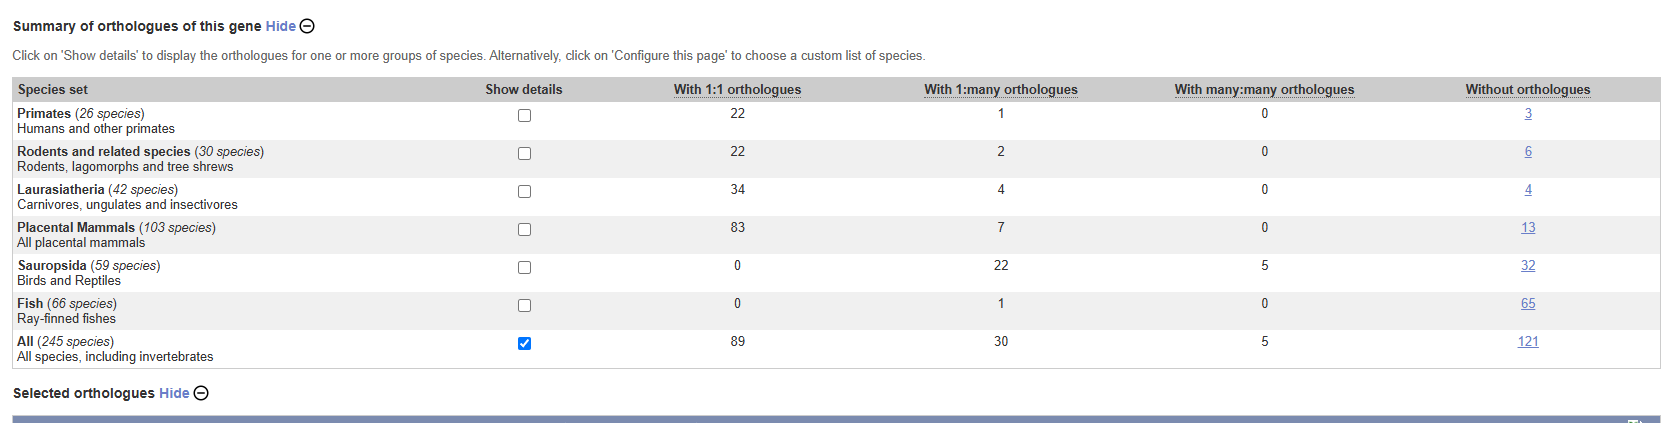 Summary of orthologues of this gene Hide
Click on 'Show details' to display the orthologues for one or more groups of species. Alternatively, click on 'Configure this page' to choose a custom list of species.
Species set Show details With 1:1 orthologues With 1:many orthologues With many:many orthologues Without orthologues
Primates (26 species) 22 1 0 3
Humans and other primates
Rodents and related species (30 species) 22 2 0 6
Rodents, lagomorphs and tree shrews
Laurasiatheria (42 species) 34 4 0 4
Carnivores, ungulates and insectivores
Placental Mammals (103 species) 83 7 0 13
All placental mammals
Sauropsida (59 species) 0 22 5 32
Birds and Reptiles
Fish (66 species) 0 1 0 65
Ray-finned fishes
All (245 species) 89 30 5 121
All species, including invertebrates
Selected orthologues Hide